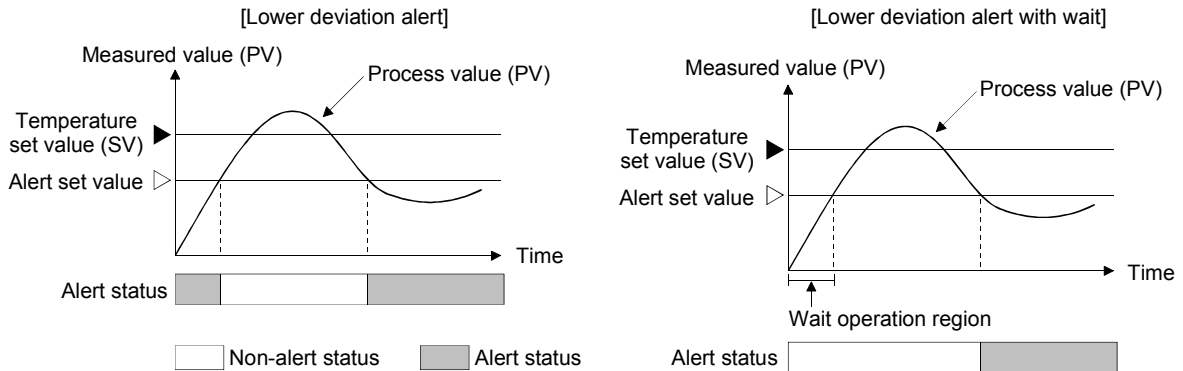 [Lower deviation alert]
Measured value (PV)
Process value (PV)
Temperature
set value (SV)
Alert set value
Time
Alert status
Non-alert status
Alert status
[Lower deviation alert with wait]
Measured value (PV)
Process value (PV)
Temperature
set value (SV)
Alert set value
Time
Wait operation region
Alert status